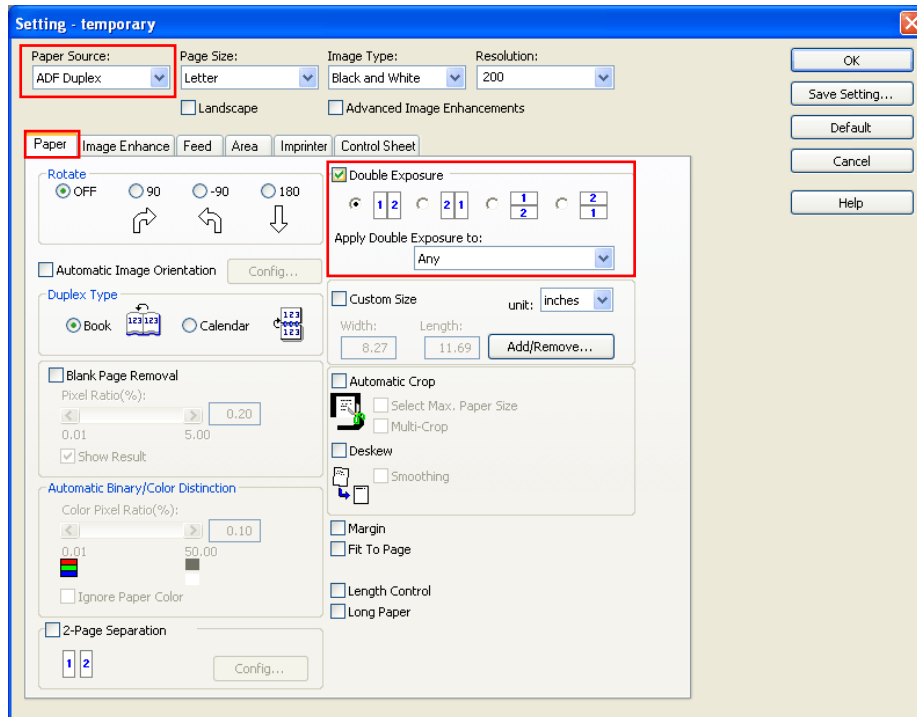 Setting - temporary
Paper Source: Page Size: Image Type: Resolution:
ADF Duplex Letter Black and White 200
Landscape Advanced Image Enhancements
OK
Save Setting...
Default
Cancel
Help
Paper Image Enhance Feed Area Imprinter Control Sheet
Rotate
OFF 90 -90 180
Automatic Image Orientation Config...
Duplex Type
Book 123 123 Calendar 123 123
Blank Page Removal
Pixel Ratio(%):
0.20
0.01 5.00
Show Result
Automatic Binary/Color Distinction
Color Pixel Ratio(%):
0.10
0.01 50.00
Ignore Paper Color
2-Page Separation
1 2 Config...
Double Exposure
1 2 2 1 1 2 2 1
Apply Double Exposure to:
Any
Custom Size unit: inches
Width: Length:
8.27 11.69 Add/Remove...
Automatic Crop
Select Max. Paper Size
Multi-Crop
Deskew
Smoothing
Margin
Fit To Page
Length Control
Long Paper